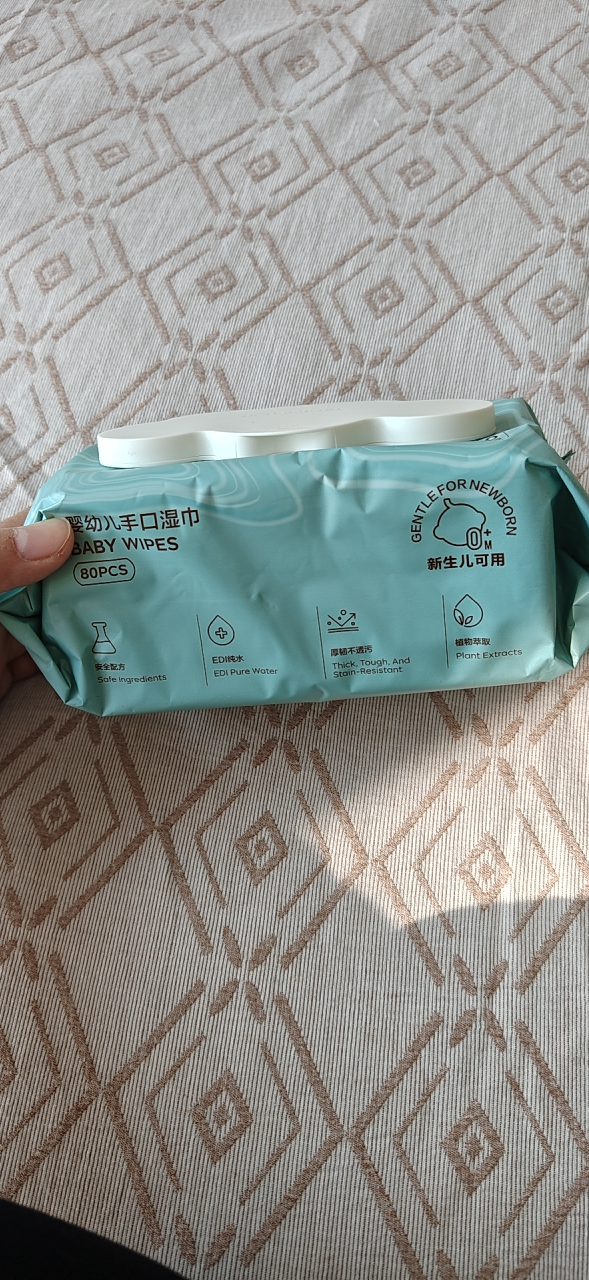 婴幼儿手口湿巾
BABY WIPES
80PCS
GENTLE FOR NEWBORN
0+
M
新生儿可用
安全配方
Safe Ingredients
EDI纯水
EDI Pure Water
厚韧不透污
Thick, Tough, And
Stain-Resistant
植物萃取
Plant Extracts